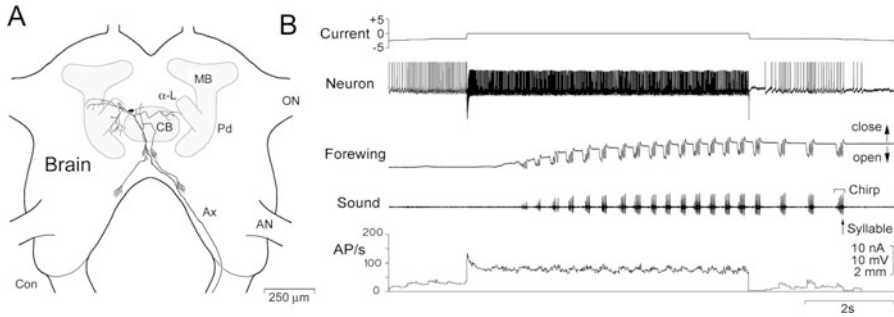 A
MB
α-L
ON
CB
Pd
Brain
Ax
AN
Con
250 μm
B
+5
Current 0
-5
Neuron
close
Forewing
open
Chirp
Sound
Syllable
200
AP/s
100
0
10 nA
10 mV
2 mm
2s